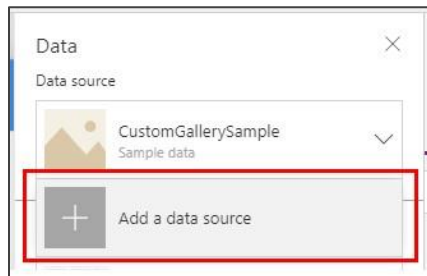 Data
Data source
CustomGallerySample
Sample data
Add a data source